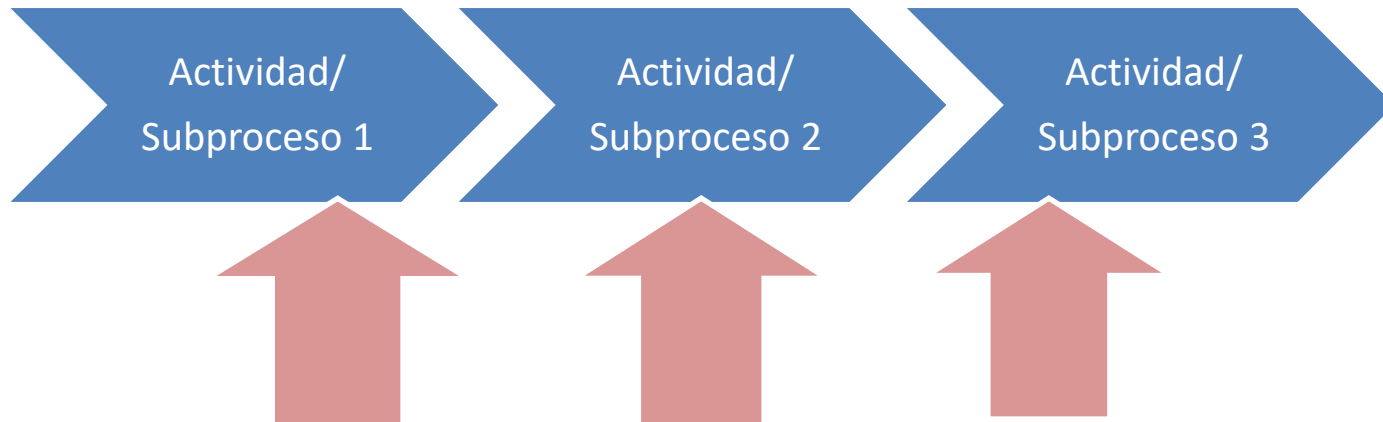 Actividad/
Subproceso 1
Actividad/
Subproceso 2
Actividad/
Subproceso 3